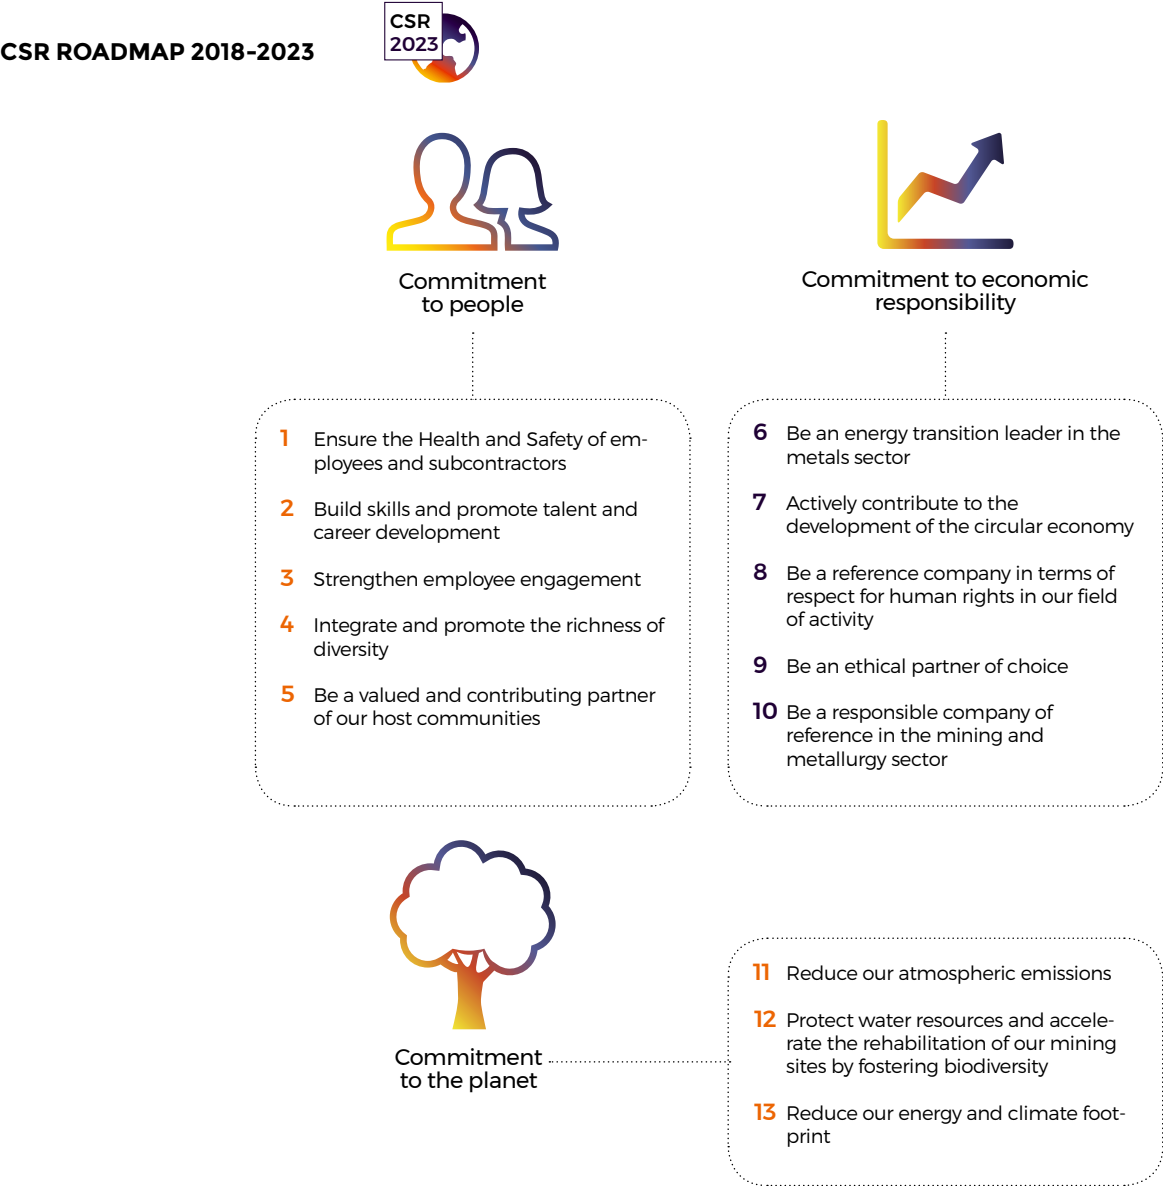 CSR ROADMAP 2018-2023
CSR
2023
Commitment
to people
1 Ensure the Health and Safety of em-
ployees and subcontractors
2 Build skills and promote talent and
career development
3 Strengthen employee engagement
4 Integrate and promote the richness of
diversity
5 Be a valued and contributing partner
of our host communities
Commitment to economic
responsibility
6 Be an energy transition leader in the
metals sector
7 Actively contribute to the
development of the circular economy
8 Be a reference company in terms of
respect for human rights in our field
of activity
9 Be an ethical partner of choice
10 Be a responsible company of
reference in the mining and
metallurgy sector
Commitment
to the planet
11 Reduce our atmospheric emissions
12 Protect water resources and accele-
rate the rehabilitation of our mining
sites by fostering biodiversity
13 Reduce our energy and climate foot-
print